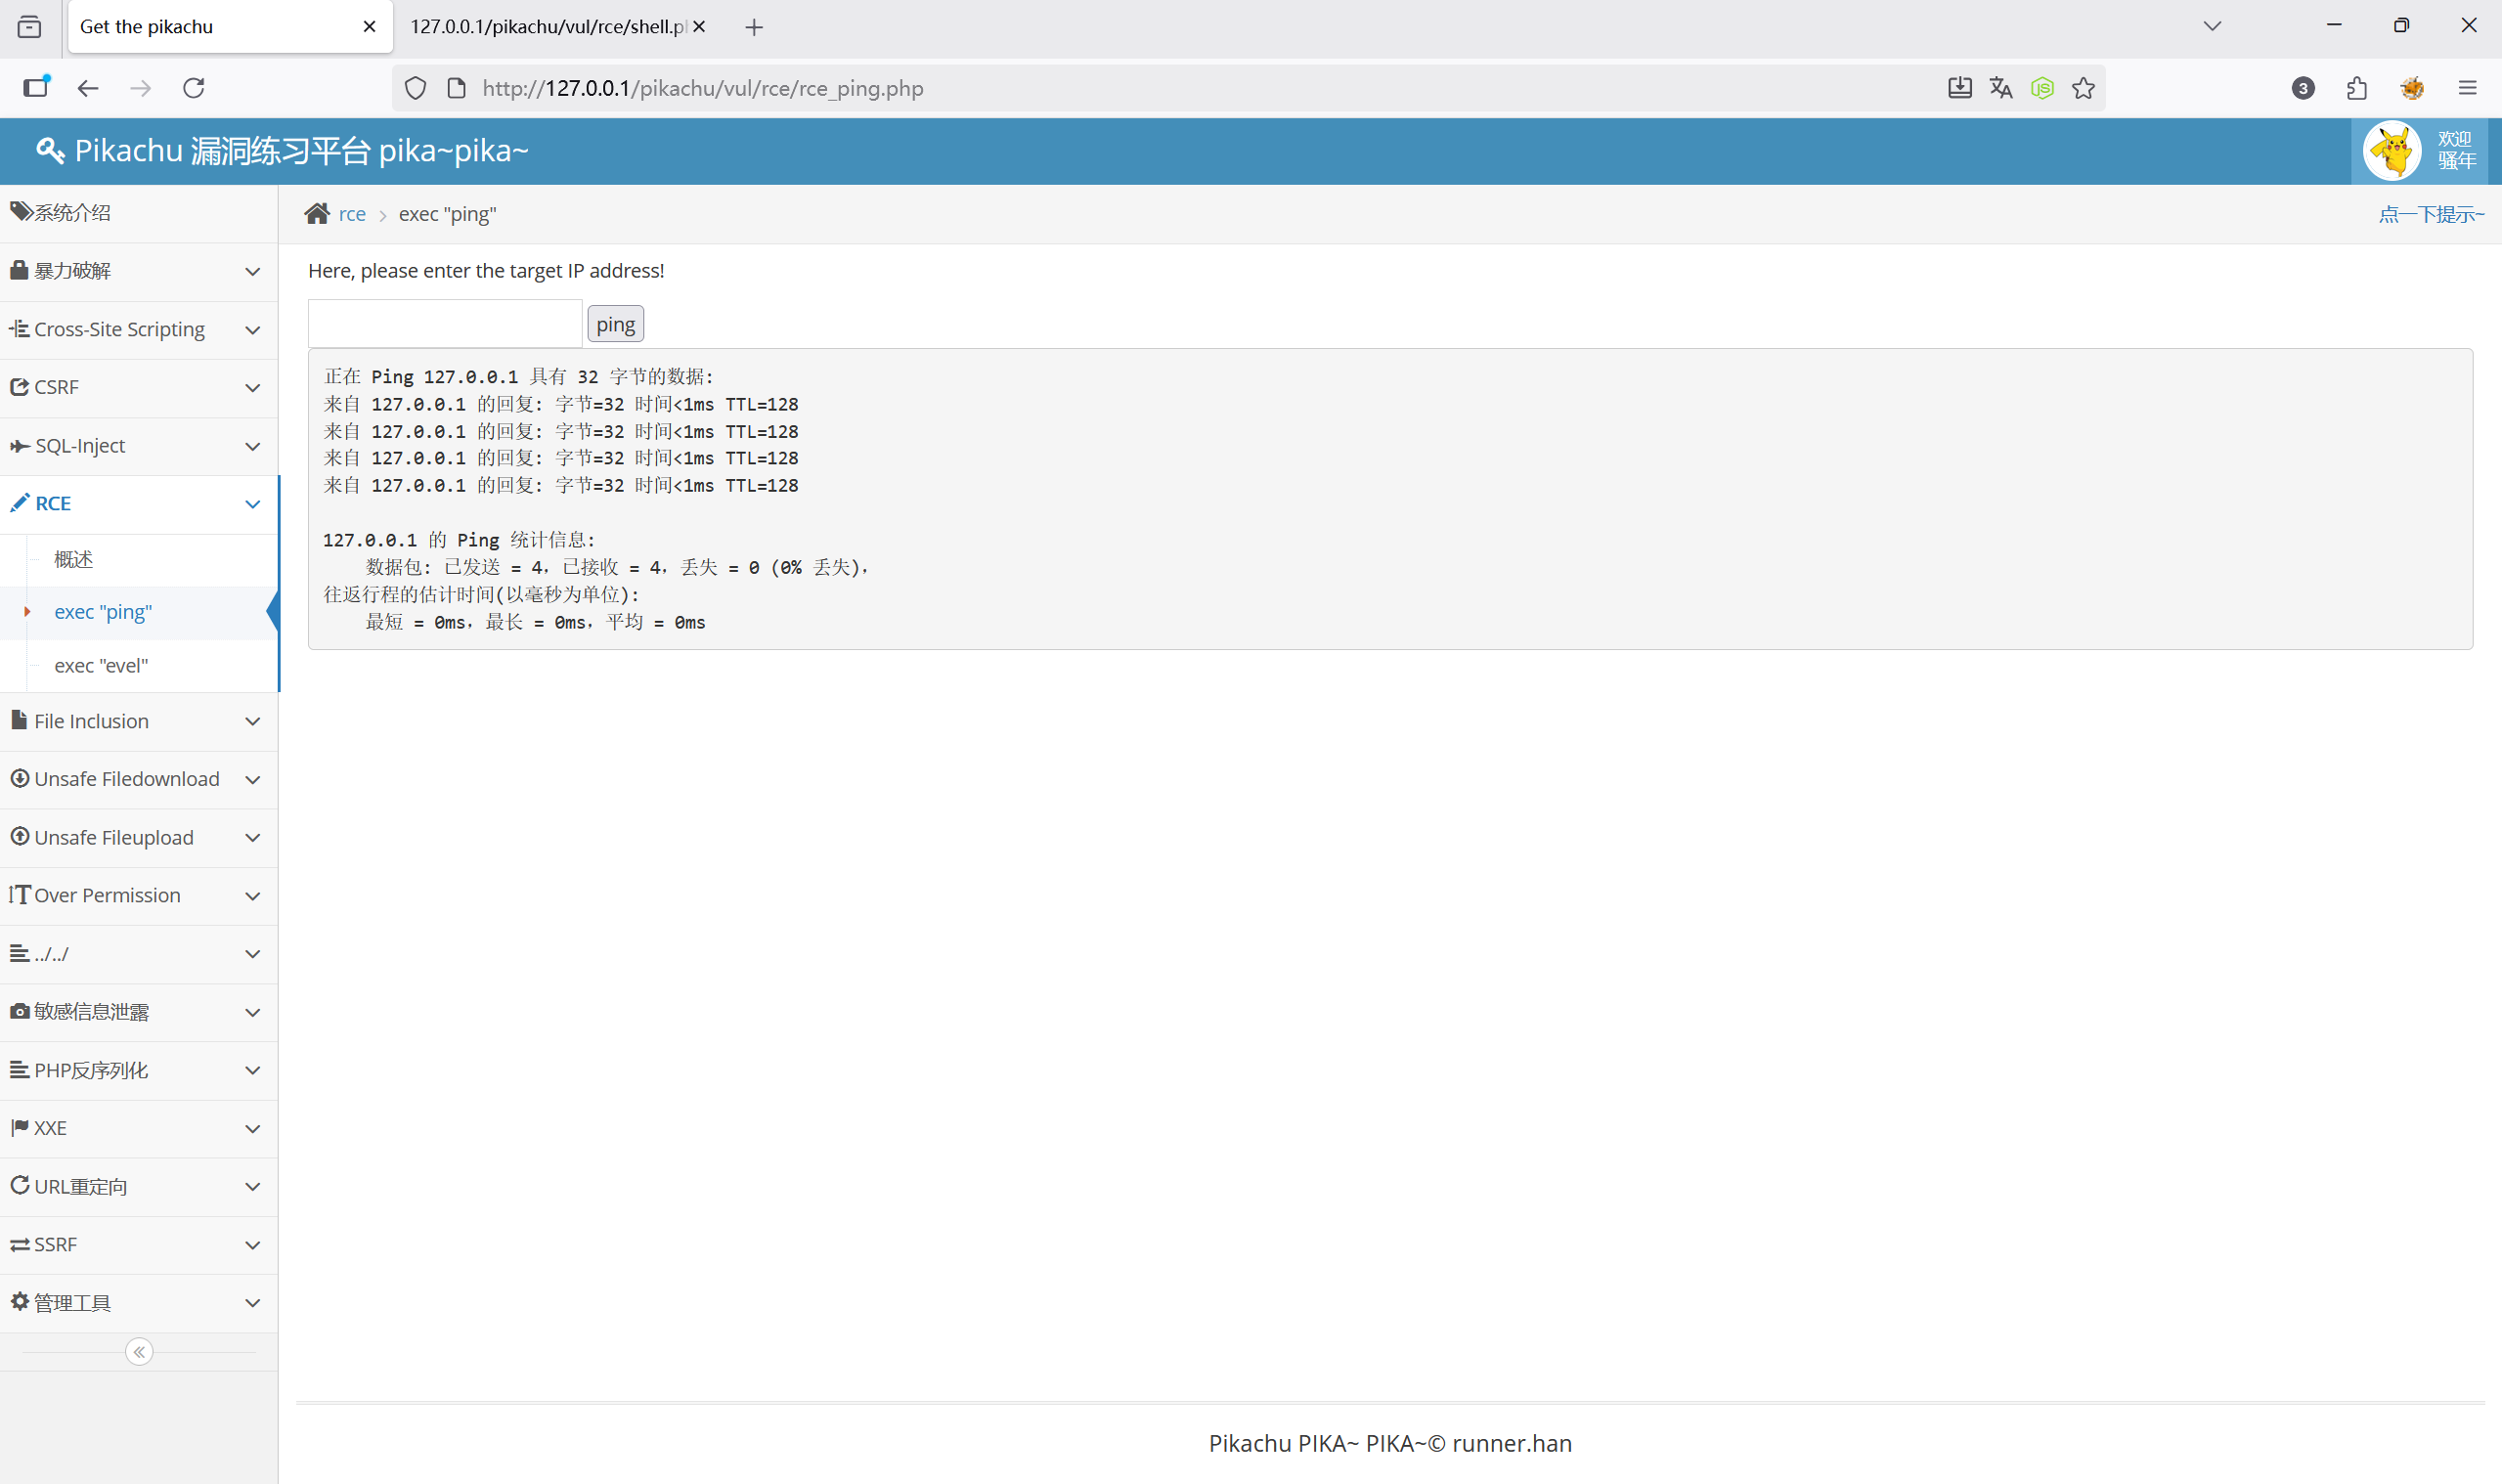 Get the pikachu
127.0.0.1/pikachu/vul/rce/shell.p
http://127.0.0.1/pikachu/vul/rce/rce_ping.php
3
Pikachu 漏洞练习平台 pika~pika~
欢迎
骚年
系统介绍
暴力破解
Cross-Site Scripting
CSRF
SQL-Inject
RCE
概述
exec "ping"
exec "evel"
File Inclusion
Unsafe Filedownload
Unsafe Fileupload
Over Permission
../../
敏感信息泄露
PHP反序列化
XXE
URL重定向
SSRF
管理工具
rce exec "ping"
点一下提示~
Here, please enter the target IP address!
ping
正在 Ping 127.0.0.1 具有 32 字节的数据:
来自 127.0.0.1 的回复: 字节=32 时间<1ms TTL=128
来自 127.0.0.1 的回复: 字节=32 时间<1ms TTL=128
来自 127.0.0.1 的回复: 字节=32 时间<1ms TTL=128
来自 127.0.0.1 的回复: 字节=32 时间<1ms TTL=128
127.0.0.1 的 Ping 统计信息:
数据包: 已发送 = 4，已接收 = 4，丢失 = 0 (0% 丢失)，
往返行程的估计时间(以毫秒为单位):
最短 = 0ms，最长 = 0ms，平均 = 0ms
Pikachu PIKA~ PIKA~© runner.han